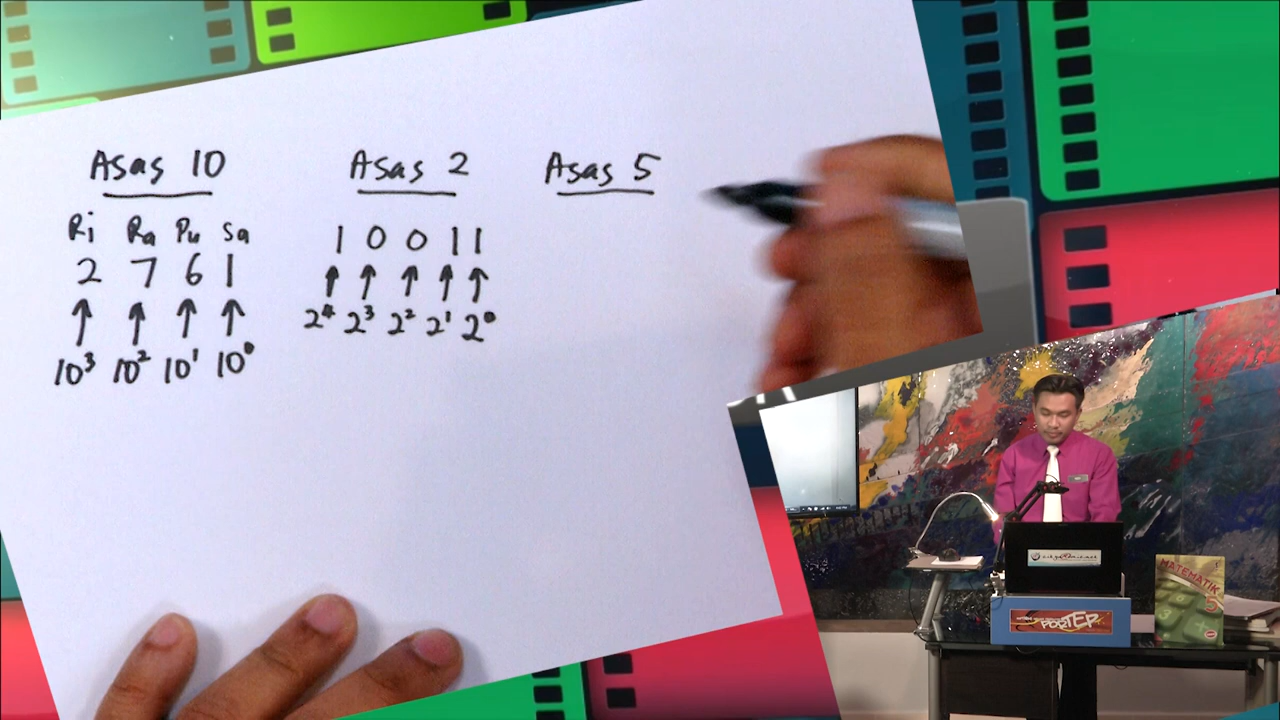 Asas 10
Ri Ra Pu Sa
2 7 6 1
10³ 10² 10¹ 10⁰
Asas 2
1 0 0 1 1
2⁴ 2³ 2² 2¹ 2⁰
Asas 5
MATEMATIK
POSTER